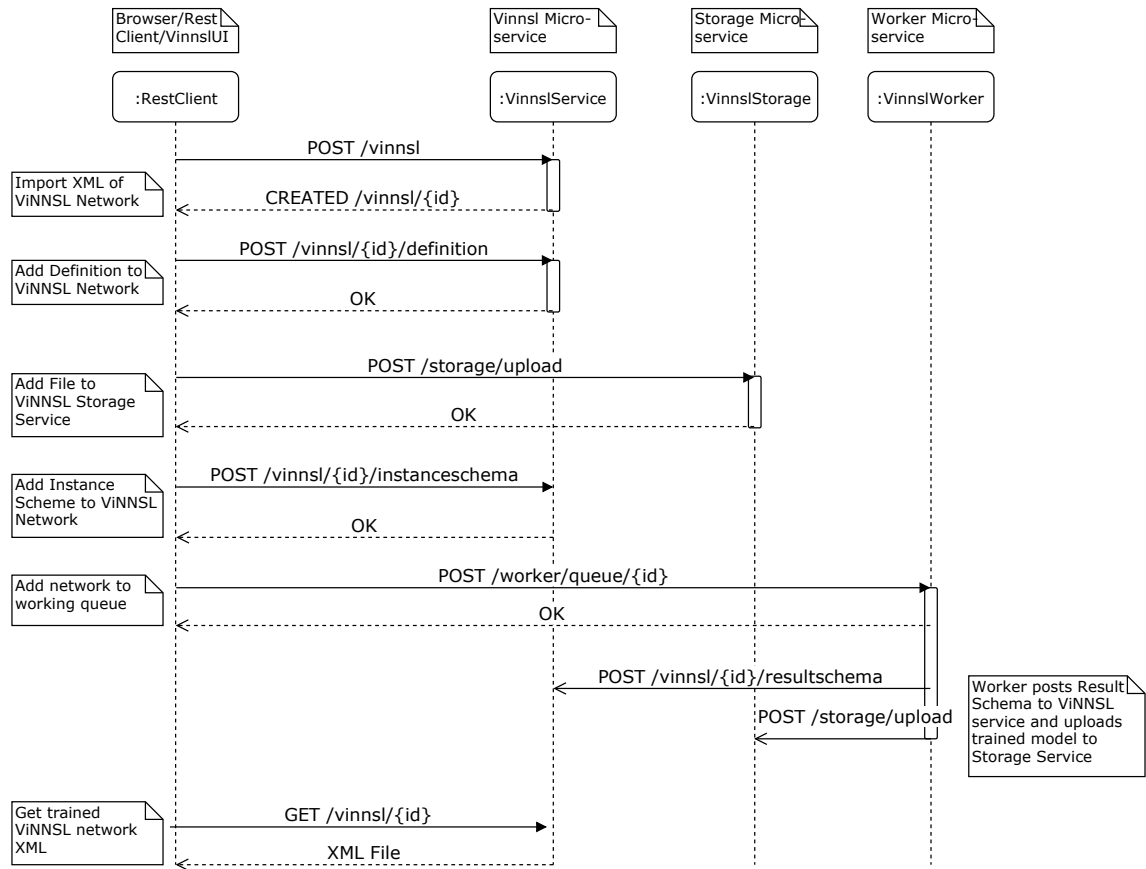 Browser/Rest
Client/VinnslUI
Vinnsl Micro-
service
Storage Micro-
service
Worker Micro-
service
:RestClient
:VinnslService
:VinnslStorage
:VinnslWorker
POST /vinnsl
Import XML of
ViNNSL Network
CREATED /vinnsl/{id}
POST /vinnsl/{id}/definition
Add Definition to
ViNNSL Network
OK
POST /storage/upload
Add File to
ViNNSL Storage
Service
OK
POST /vinnsl/{id}/instanceschema
Add Instance
Scheme to ViNNSL
Network
OK
POST /worker/queue/{id}
Add network to
working queue
OK
POST /vinnsl/{id}/resultschema
Worker posts Result
Schema to ViNNSL
service and uploads
trained model to
Storage Service
POST /storage/upload
Get trained
ViNNSL network
XML
GET /vinnsl/{id}
XML File